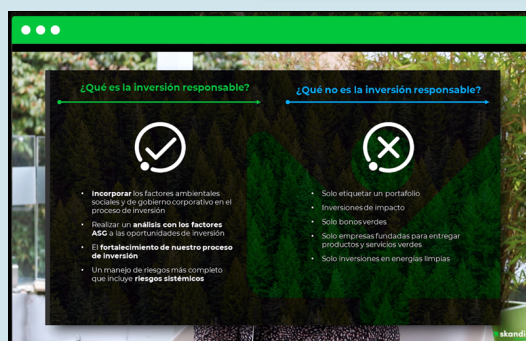 ¿Qué es la inversión responsable?
• Incorporar los factores ambientales
sociales y de gobierno corporativo en el
proceso de inversión
• Realizar un análisis con los factores
ASG a las oportunidades de inversión
• El fortalecimiento de nuestro proceso
de inversión
• Un manejo de riesgos más completo
que incluye riesgos sistémicos
¿Qué no es la inversión responsable?
• Solo etiquetar un portafolio
• Inversiones de impacto
• Solo bonos verdes
• Solo empresas fundadas para entregar
productos y servicios verdes
• Solo inversiones en energías limpias
skandi